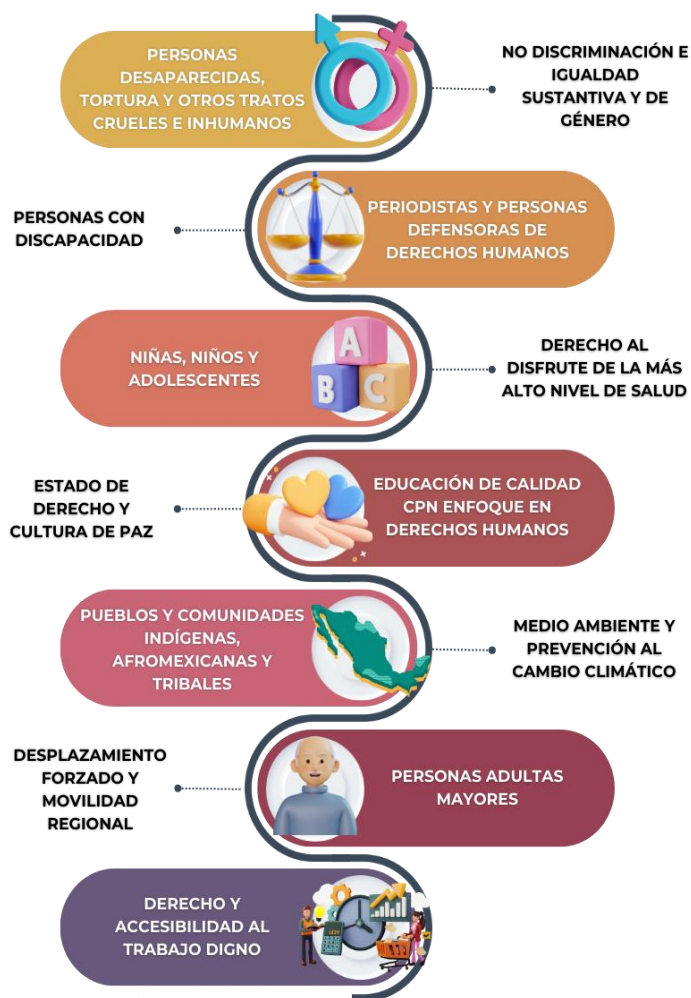 PERSONAS
DESAPARECIDAS,
TORTURA Y OTROS TRATOS
CRUELES E INHUMANOS
NO DISCRIMINACIÓN E
IGUALDAD
SUSTANTIVA Y DE
GÉNERO
PERSONAS CON
DISCAPACIDAD
PERIODISTAS Y PERSONAS
DEFENSORAS DE
DERECHOS HUMANOS
NIÑAS, NIÑOS Y
ADOLESCENTES
A
B C
DERECHO AL
DISFRUTE DE LA MÁS
ALTO NIVEL DE SALUD
ESTADO DE
DERECHO Y
CULTURA DE PAZ
EDUCACIÓN DE CALIDAD
CPN ENFOQUE EN
DERECHOS HUMANOS
PUEBLOS Y COMUNIDADES
INDÍGENAS,
AFROMEXICANAS Y
TRIBALES
MEDIO AMBIENTE Y
PREVENCIÓN AL
CAMBIO CLIMÁTICO
DESPLAZAMIENTO
FORZADO Y
MOVILIDAD
REGIONAL
PERSONAS ADULTAS
MAYORES
DERECHO Y
ACCESIBILIDAD AL
TRABAJO DIGNO